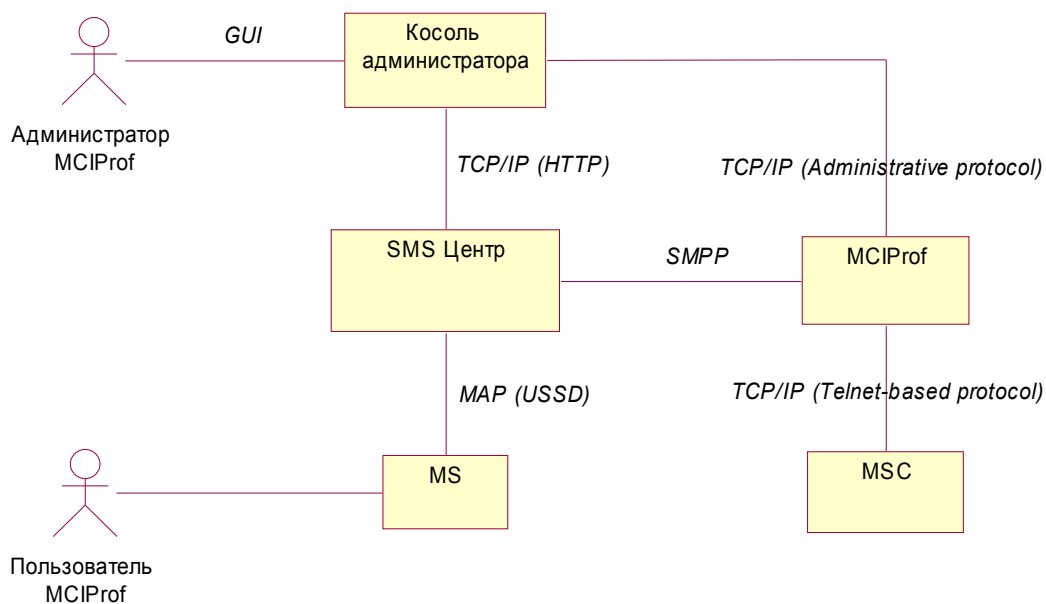 GUI
Косоль
администратора
Администратор
MCIProf
TCP/IP (HTTP)
TCP/IP (Administrative protocol)
SMS Центр
SMPP
MCIProf
MAP (USSD)
TCP/IP (Telnet-based protocol)
MS
MSC
Пользователь
MCIProf